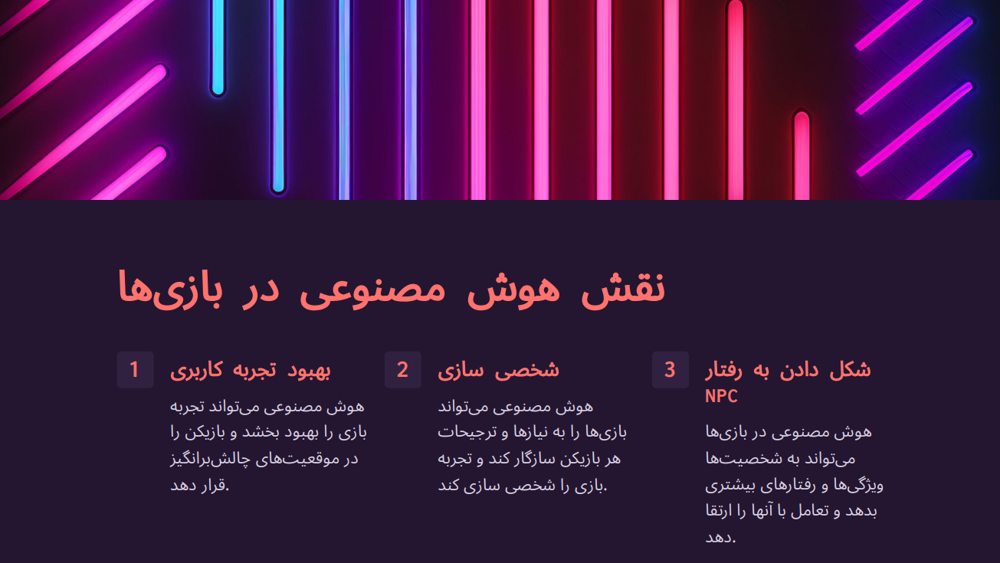 نقش هوش مصنوعی در بازی‌ها
1
بهبود تجربه کاربری
هوش مصنوعی می‌تواند تجربه
بازی را بهبود بخشد و بازیکن را
در موقعیت‌های چالش‌برانگیز
قرار دهد.
2
شخصی سازی
هوش مصنوعی می‌تواند
بازی‌ها را به نیازها و ترجیحات
هر بازیکن سازگار کند و تجربه
بازی را شخصی سازی کند.
3
شکل دادن به رفتار
NPC
هوش مصنوعی در بازی‌ها
می‌تواند به شخصیت‌ها
ویژگی‌ها و رفتارهای بیشتری
بدهد و تعامل با آنها را ارتقا
دهد.